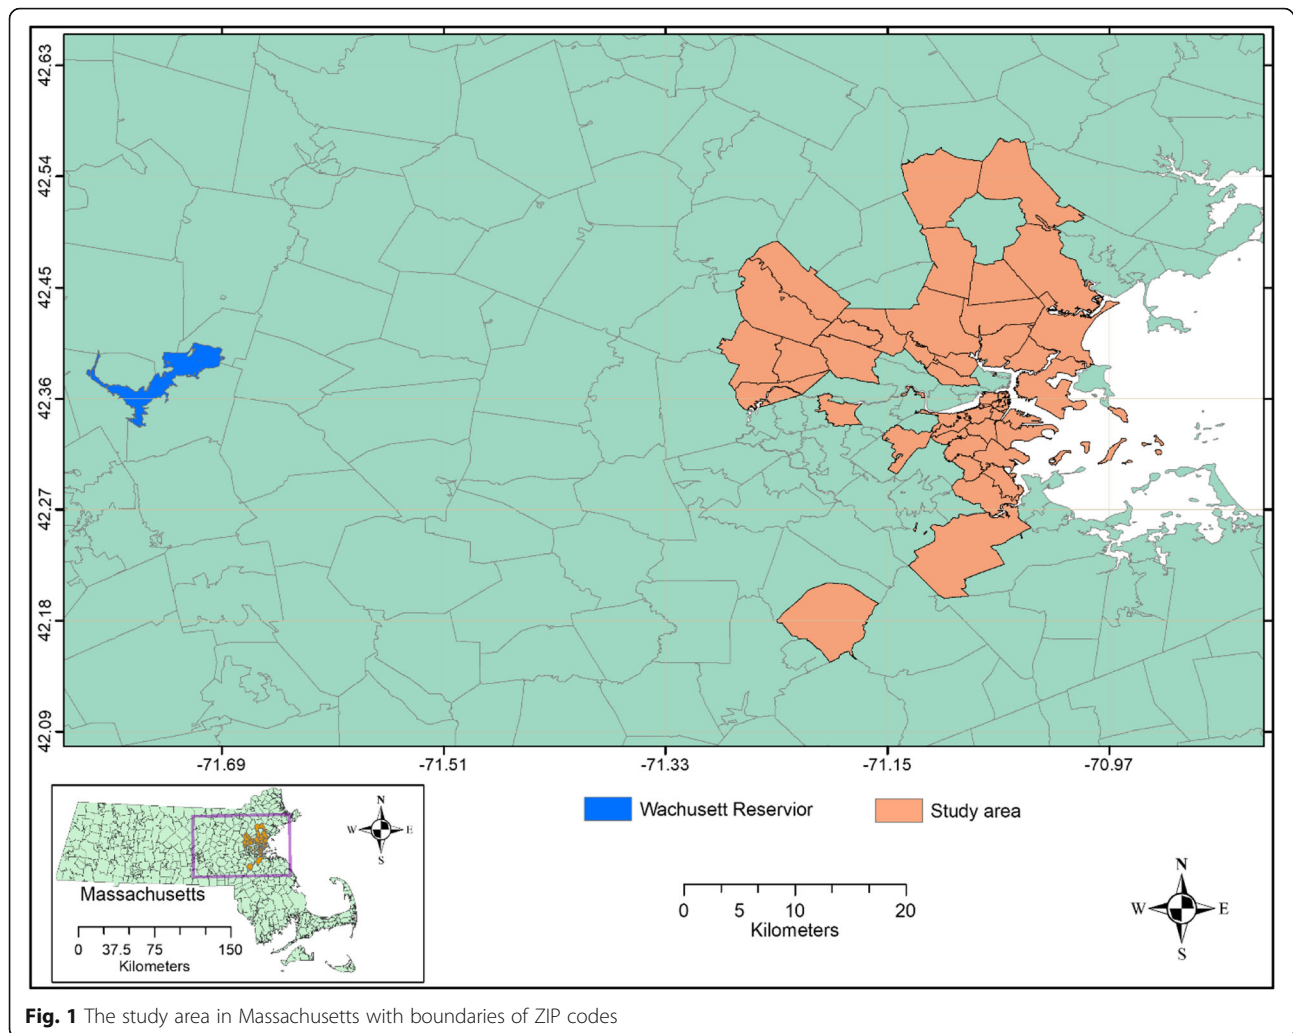 42.63
42.54
42.45
42.36
42.27
42.18
42.09
-71.69 -71.51 -71.33 -71.15 -70.97
Wachusett Reservior
Study area
N
W E
S
Massachusetts
0 37.5 75 150
Kilometers
0 5 10 20
Kilometers
N
W E
S
Fig. 1 The study area in Massachusetts with boundaries of ZIP codes